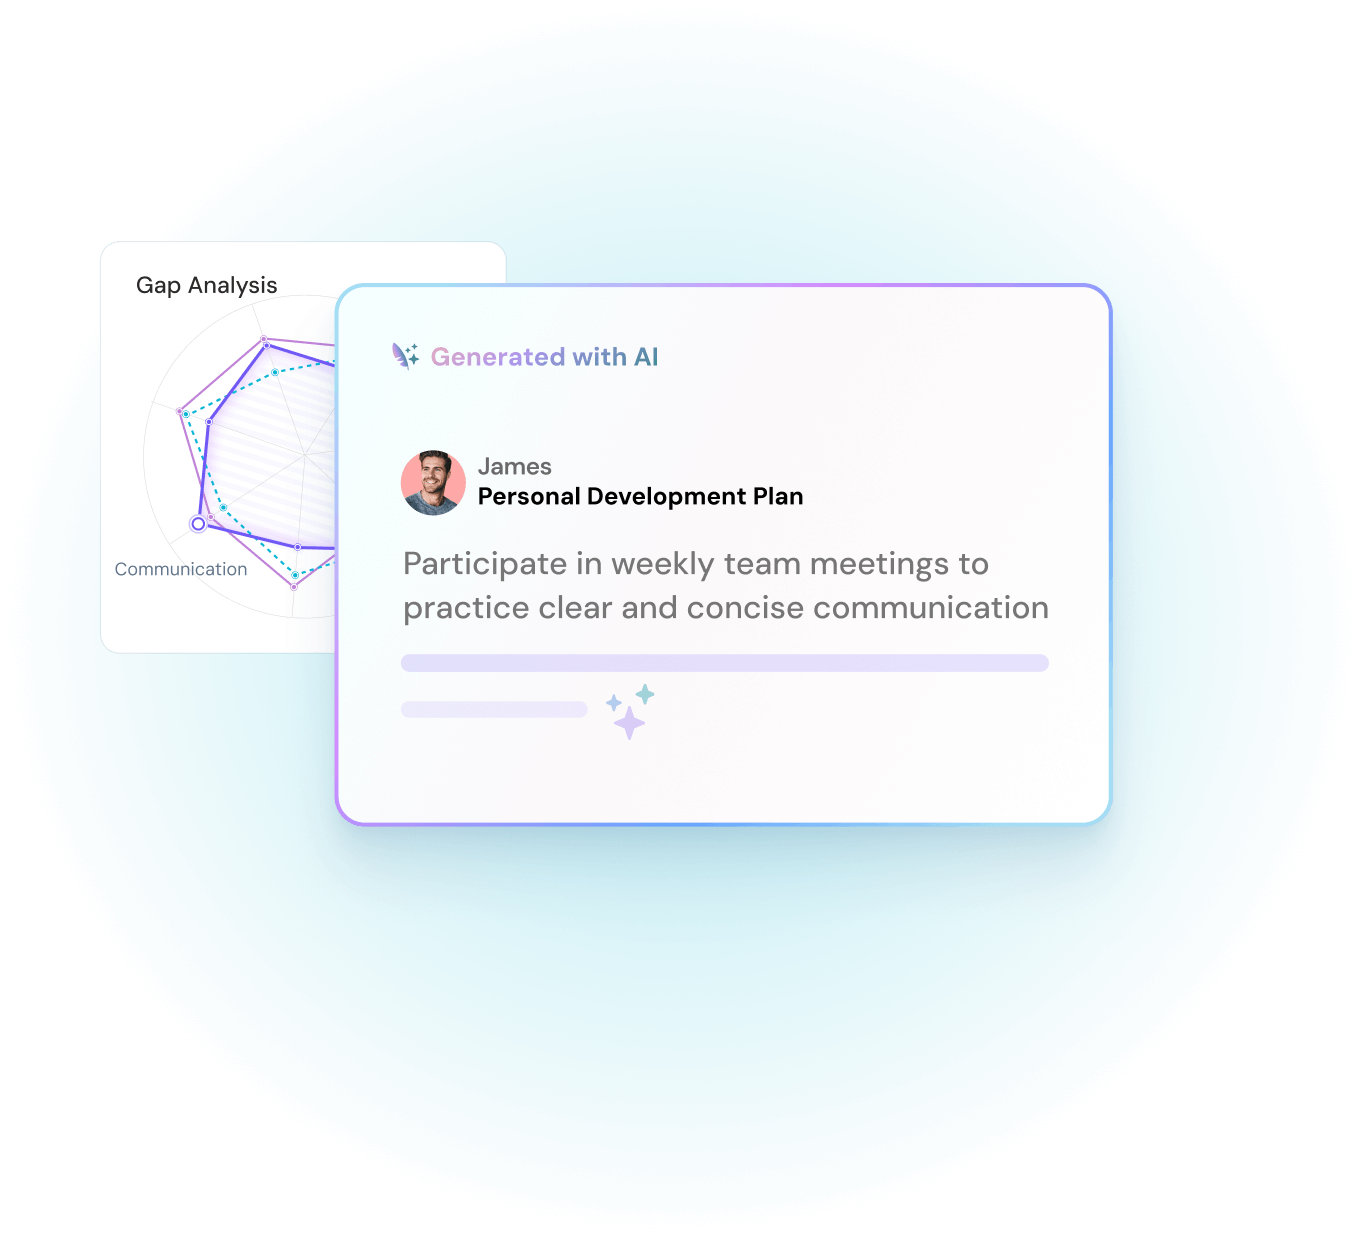 Gap Analysis
Communication
Generated with AI
James
Personal Development Plan
Participate in weekly team meetings to
practice clear and concise communication